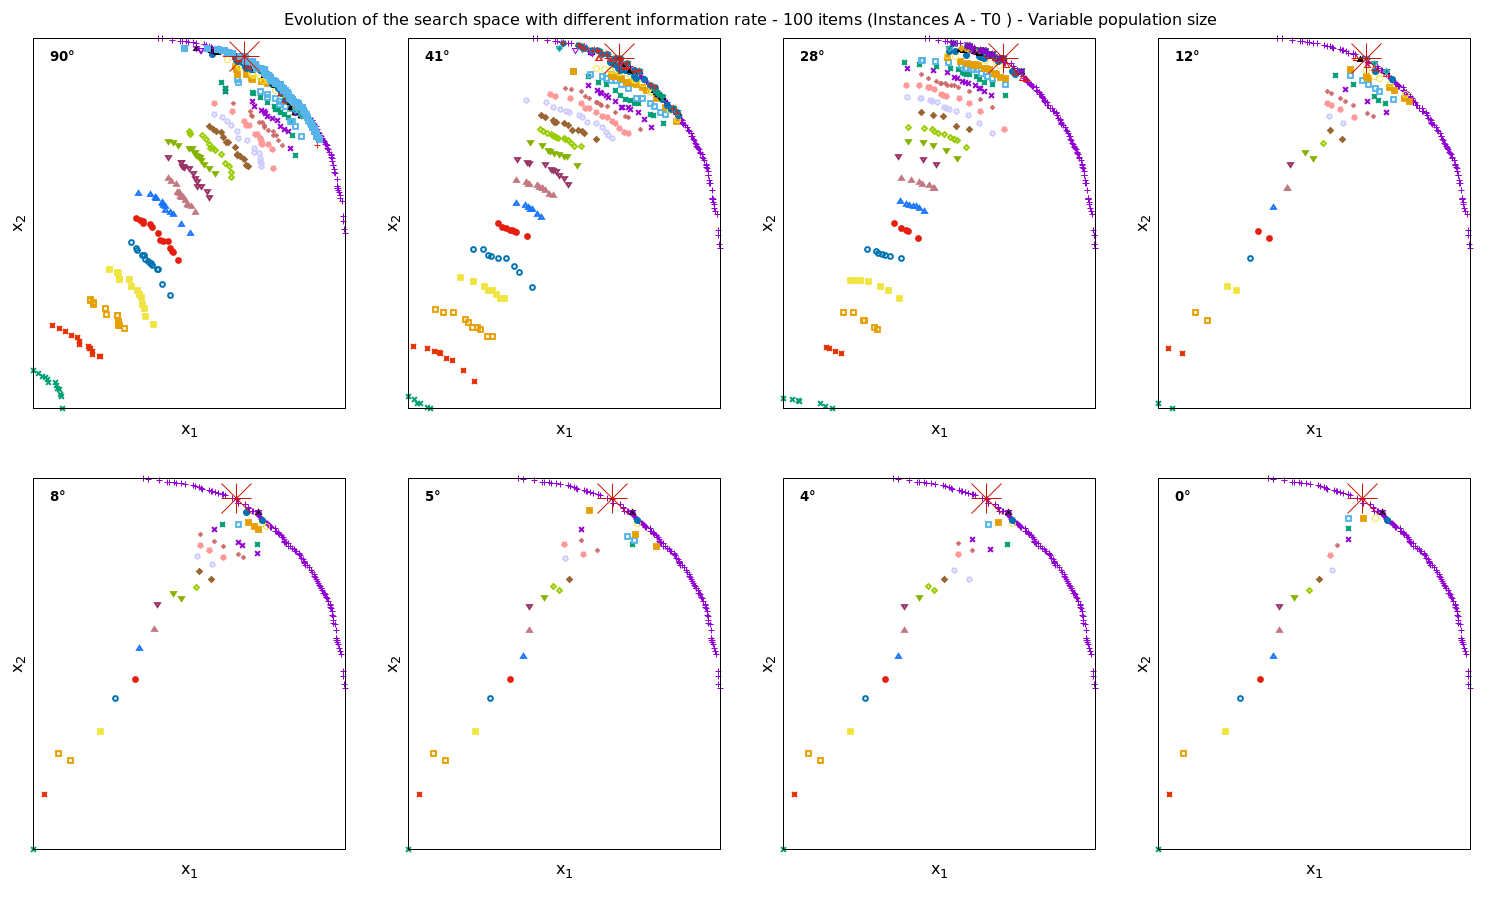 Evolution of the search space with different information rate - 100 items (Instances A - T0 ) - Variable population size
90°
41°
28°
12°
x2
x2
x2
x2
x1
x1
x1
x1
8°
5°
4°
0°
x2
x2
x2
x2
x1
x1
x1
x1